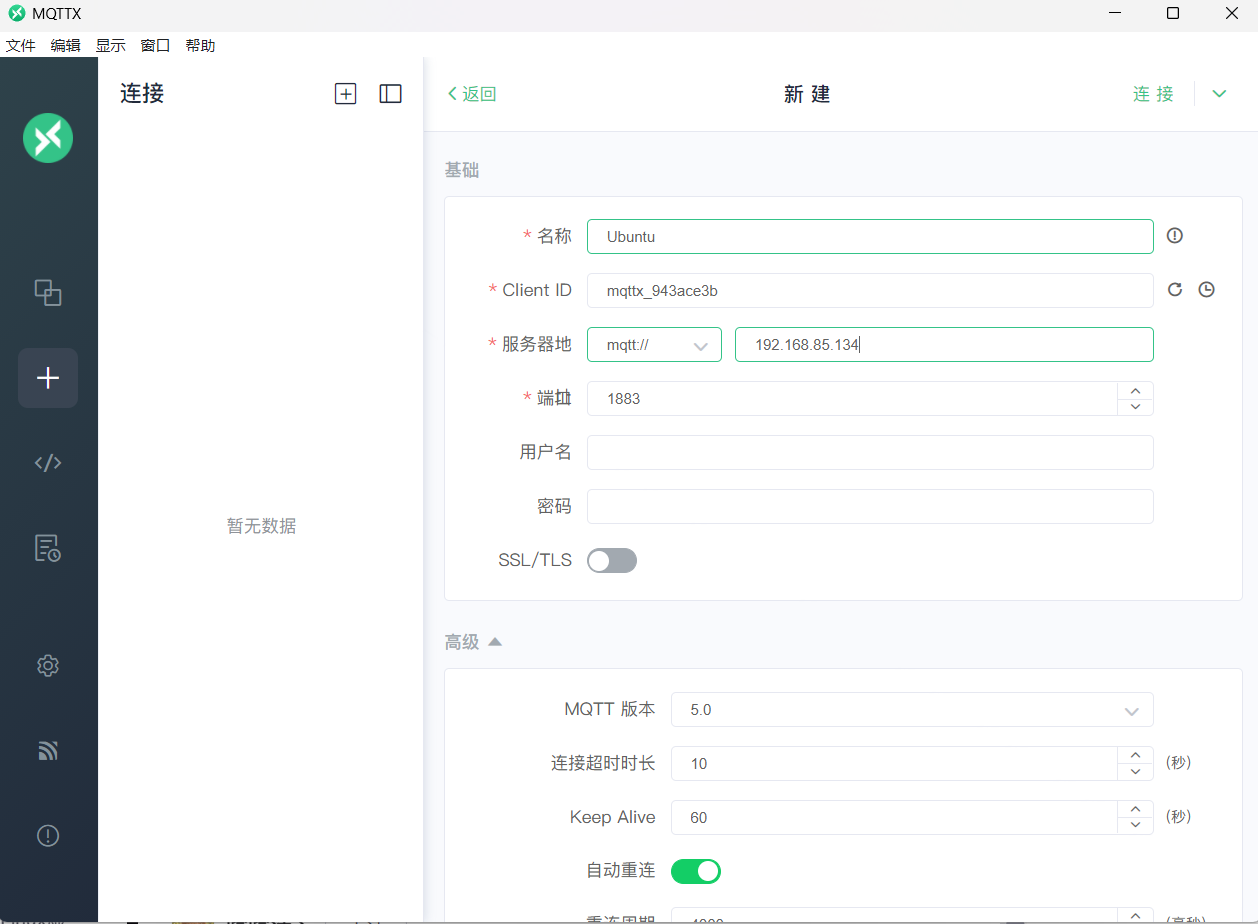 MQTTX
文件 编辑 显示 窗口 帮助
连接
返回
新 建
连 接
基础
* 名称 Ubuntu
* Client ID mqttx_943ace3b
* 服务器地址 mqtt:// 192.168.85.134
* 端口 1883
用户名
密码
SSL/TLS
暂无数据
高级
MQTT 版本 5.0
连接超时时长 10 (秒)
Keep Alive 60 (秒)
自动重连